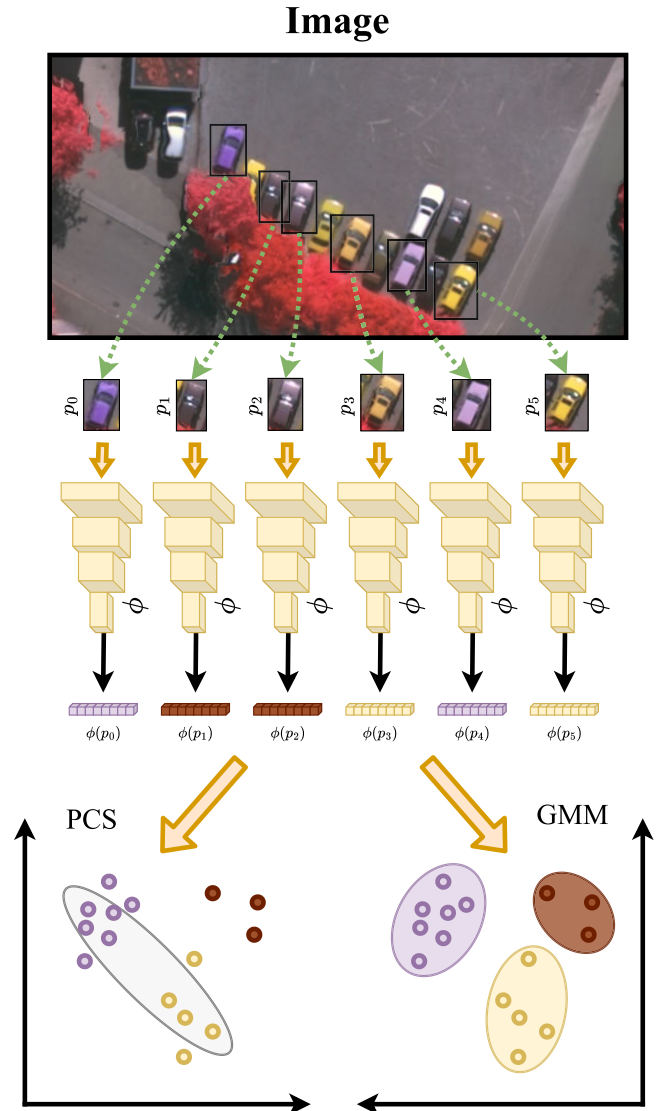 Image
p₀ p₁ p₂ p₃ p₄ p₅
ϕ ϕ ϕ ϕ ϕ ϕ
ϕ(p₀) ϕ(p₁) ϕ(p₂) ϕ(p₃) ϕ(p₄) ϕ(p₅)
PCS GMM